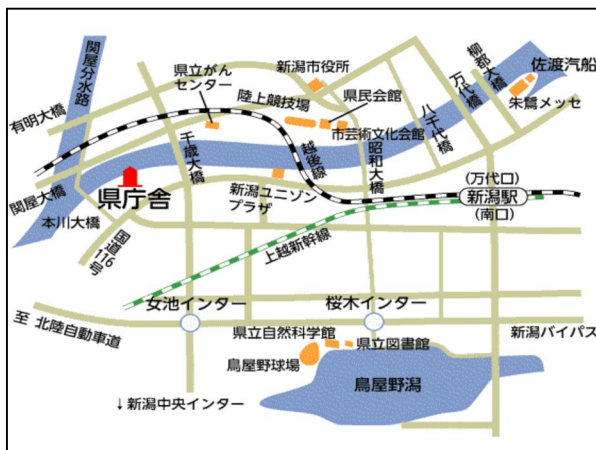 関屋分水路
有明大橋
関屋大橋
本川大橋
県立がん
センター
新潟市役所
陸上競技場
県民会館
市芸術文化会館
千歳大橋
越後線
昭和大橋
八千代橋
万代橋
柳都大橋
佐渡汽船
朱鷺メッセ
県庁舎
新潟ユニゾン
プラザ
国道116号
上越新幹線
(万代口)
新潟駅
(南口)
女池インター
桜木インター
至 北陸自動車道
新潟バイパス
県立自然科学館
県立図書館
鳥屋野球場
鳥屋野潟
↓新潟中央インター